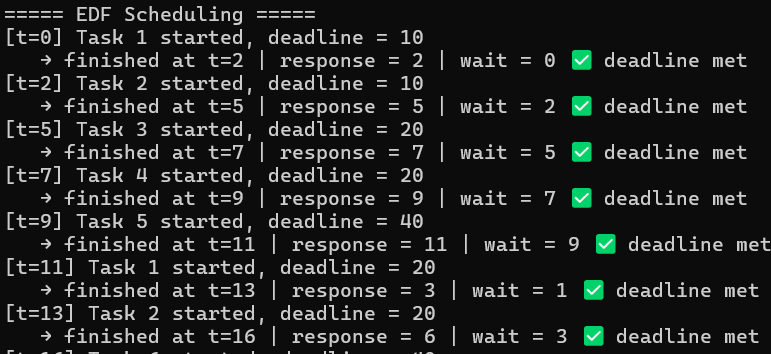 ===== EDF Scheduling =====
[t=0] Task 1 started, deadline = 10
→ finished at t=2 | response = 2 | wait = 0 ✅ deadline met
[t=2] Task 2 started, deadline = 10
→ finished at t=5 | response = 5 | wait = 2 ✅ deadline met
[t=5] Task 3 started, deadline = 20
→ finished at t=7 | response = 7 | wait = 5 ✅ deadline met
[t=7] Task 4 started, deadline = 20
→ finished at t=9 | response = 9 | wait = 7 ✅ deadline met
[t=9] Task 5 started, deadline = 40
→ finished at t=11 | response = 11 | wait = 9 ✅ deadline met
[t=11] Task 1 started, deadline = 20
→ finished at t=13 | response = 3 | wait = 1 ✅ deadline met
[t=13] Task 2 started, deadline = 20
→ finished at t=16 | response = 6 | wait = 3 ✅ deadline met